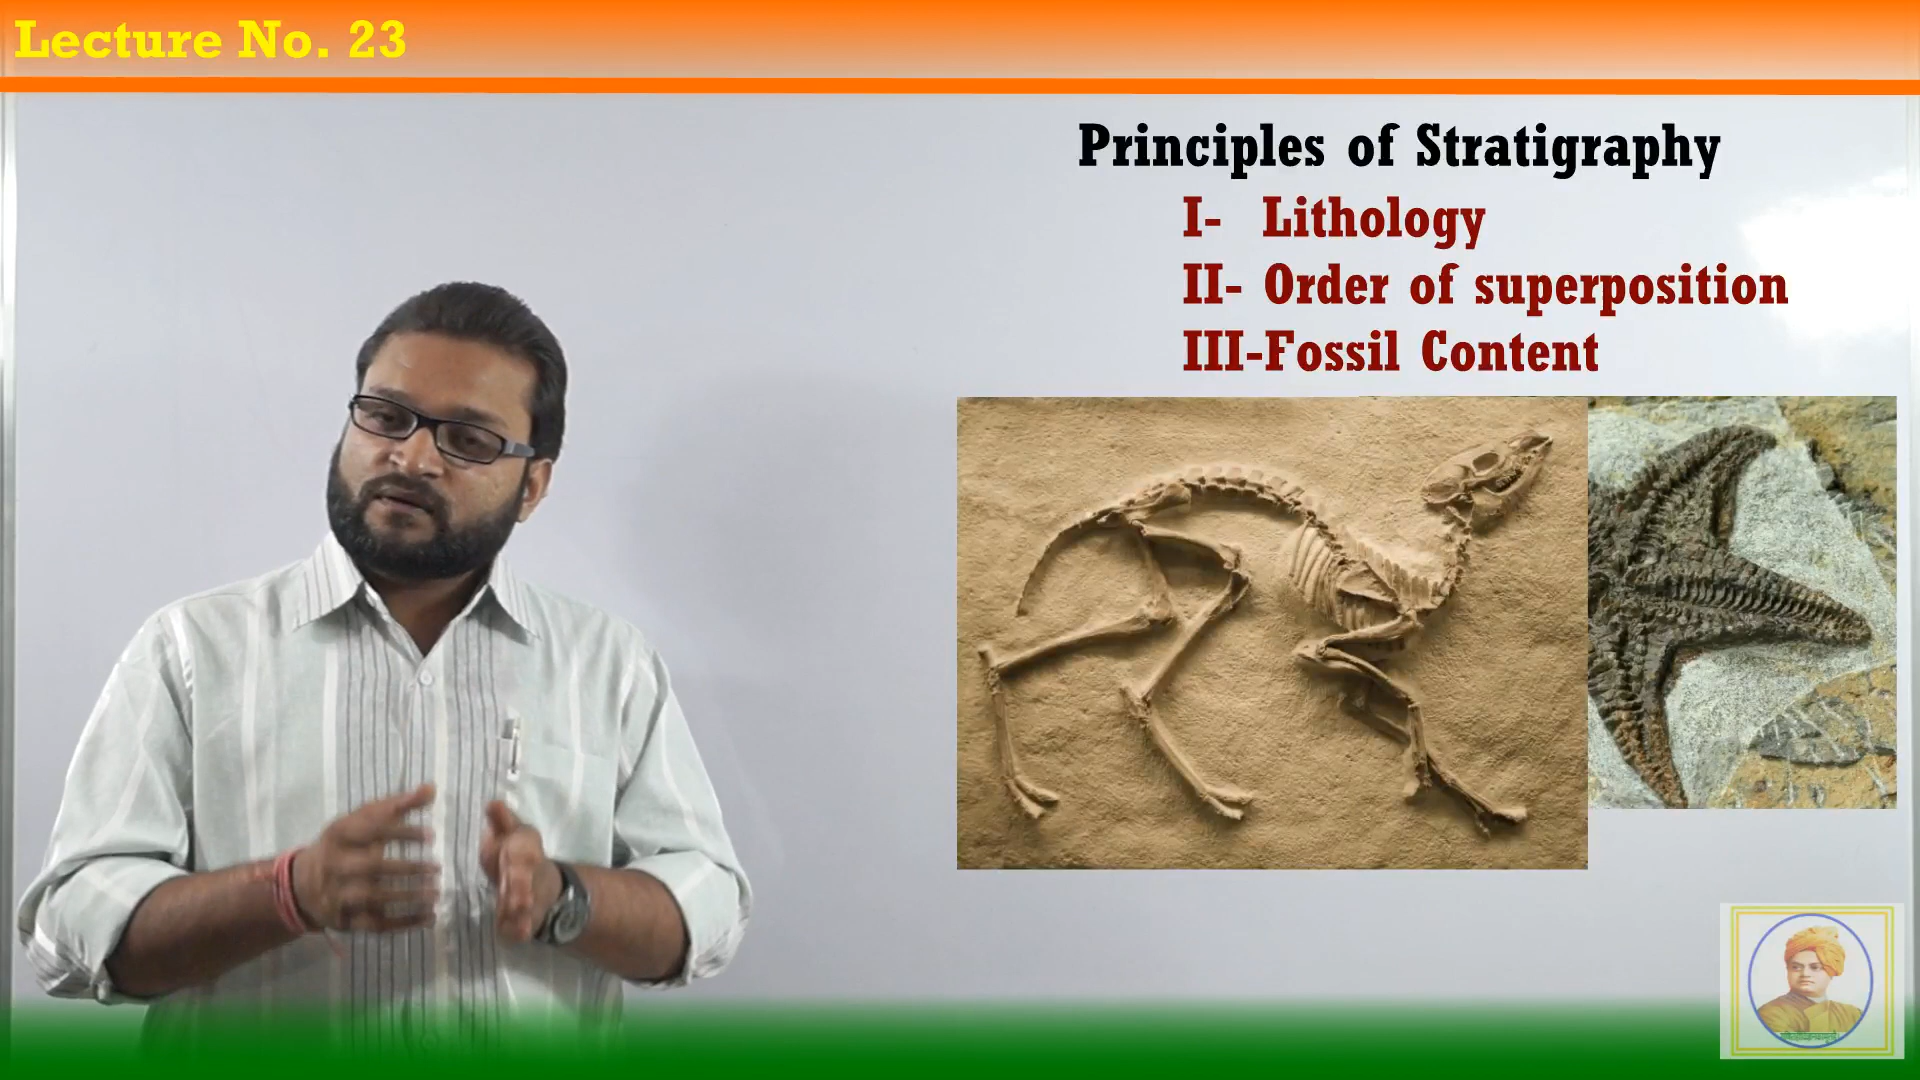 Lecture No. 23
Principles of Stratigraphy
I- Lithology
II- Order of superposition
III-Fossil Content